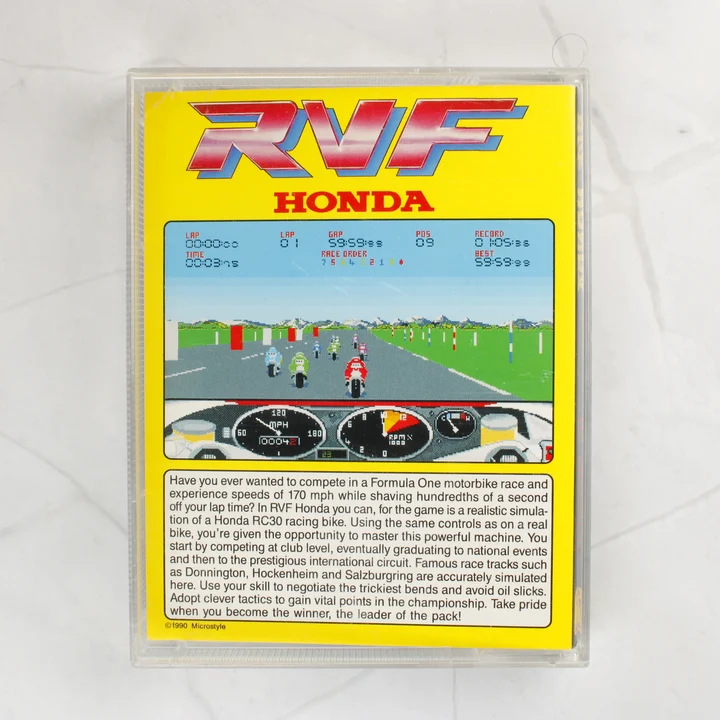 RVF
HONDA
LAP LAP GAP POS RECORD
00:00:00 01 59:59:99 09 01:05:36
TIME RACE ORDER BEST
00:03:75 59:59:99
120
MPH
60 180
RPM X
1000
0
C H
23
Have you ever wanted to compete in a Formula One motorbike race and
experience speeds of 170 mph while shaving hundredths of a second
off your lap time? In RVF Honda you can, for the game is a realistic simula-
tion of a Honda RC30 racing bike. Using the same controls as on a real
bike, you're given the opportunity to master this powerful machine. You
start by competing at club level, eventually graduating to national events
and then to the prestigious international circuit. Famous race tracks such
as Donnington, Hockenheim and Salzburgring are accurately simulated
here. Use your skill to negotiate the trickiest bends and avoid oil slicks.
Adopt clever tactics to gain vital points in the championship. Take pride
when you become the winner, the leader of the pack!
©1990 Microstyle